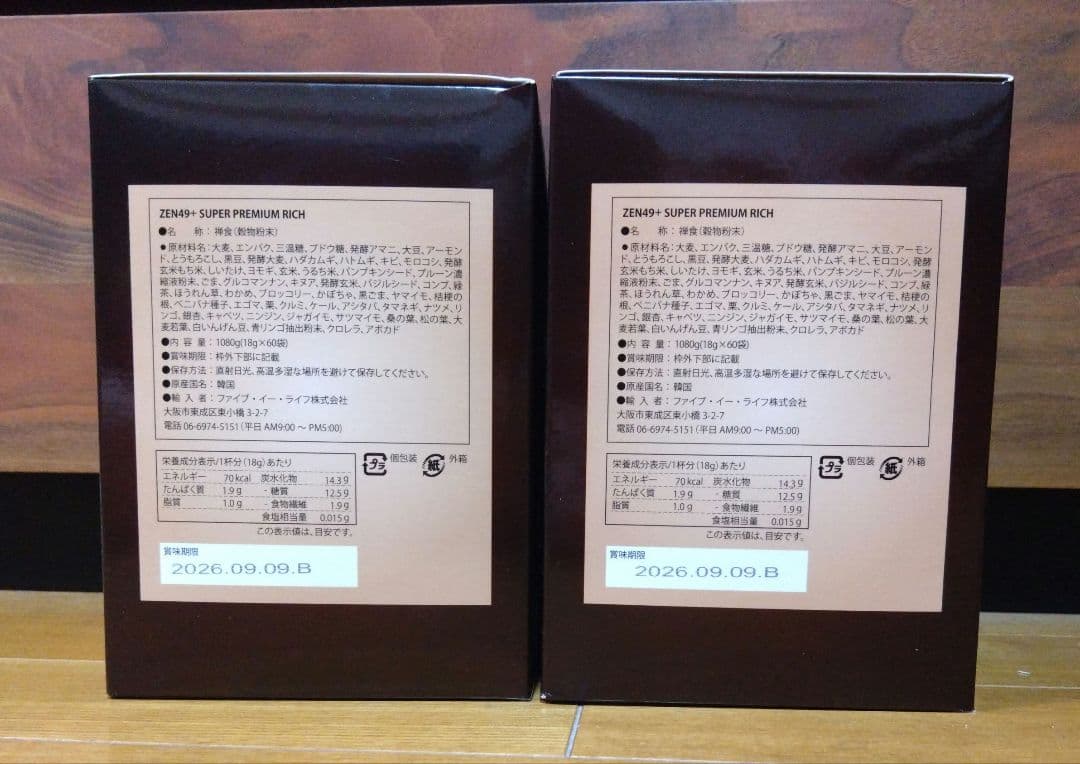 ZEN49+ SUPER PREMIUM RICH
●名　　称：禅食（穀物粉末）
●原材料名：大麦、エンバク、三温糖、ブドウ糖、発酵アマニ、大豆、アーモン
ド、とうもろこし、黒豆、発酵大麦、ハダカムギ、ハトムギ、キビ、モロコシ、発酵
玄米もち米、しいたけ、ヨモギ、玄米、うるち米、パンプキンシード、プルーン濃
縮液粉末、ごま、グルコマンナン、キヌア、発酵玄米、バジルシード、コンブ、緑
茶、ほうれん草、わかめ、ブロッコリー、かぼちゃ、黒ごま、ヤマイモ、桔梗の
根、ベニバナ種子、エゴマ、栗、クルミ、ケール、アシタバ、タマネギ、ナツメ、リ
ンゴ、銀杏、キャベツ、ニンジン、ジャガイモ、サツマイモ、桑の葉、松の葉、大
麦若葉、白いんげん豆、青リンゴ抽出粉末、クロレラ、アボカド
●内 容 量：1080g(18g×60袋)
●賞味期限：枠外下部に記載
●保存方法：直射日光、高温多湿な場所を避けて保存してください。
●原産国名：韓国
●輸 入 者：ファイブ・イー・ライフ株式会社
大阪市東成区東小橋 3-2-7
電話 06-6974-5151（平日 AM9:00 〜 PM5:00)
栄養成分表示/1杯分（18g）あたり
エネルギー 70kcal 炭水化物 14.3g
たんぱく質 1.9g - 糖質 12.5g
脂質 1.0g - 食物繊維 1.9g
食塩相当量 0.015g
この表示値は、目安です。
プラ 個包装
紙 外箱
賞味期限
2026.09.09.B
ZEN49+ SUPER PREMIUM RICH
●名　　称：禅食（穀物粉末）
●原材料名：大麦、エンバク、三温糖、ブドウ糖、発酵アマニ、大豆、アーモン
ド、とうもろこし、黒豆、発酵大麦、ハダカムギ、ハトムギ、キビ、モロコシ、発酵
玄米もち米、しいたけ、ヨモギ、玄米、うるち米、パンプキンシード、プルーン濃
縮液粉末、ごま、グルコマンナン、キヌア、発酵玄米、バジルシード、コンブ、緑
茶、ほうれん草、わかめ、ブロッコリー、かぼちゃ、黒ごま、ヤマイモ、桔梗の
根、ベニバナ種子、エゴマ、栗、クルミ、ケール、アシタバ、タマネギ、ナツメ、リ
ンゴ、銀杏、キャベツ、ニンジン、ジャガイモ、サツマイモ、桑の葉、松の葉、大
麦若葉、白いんげん豆、青リンゴ抽出粉末、クロレラ、アボカド
●内 容 量：1080g(18g×60袋)
●賞味期限：枠外下部に記載
●保存方法：直射日光、高温多湿な場所を避けて保存してください。
●原産国名：韓国
●輸 入 者：ファイブ・イー・ライフ株式会社
大阪市東成区東小橋 3-2-7
電話 06-6974-5151（平日 AM9:00 〜 PM5:00)
栄養成分表示/1杯分（18g）あたり
エネルギー 70kcal 炭水化物 14.3g
たんぱく質 1.9g - 糖質 12.5g
脂質 1.0g - 食物繊維 1.9g
食塩相当量 0.015g
この表示値は、目安です。
プラ 個包装
紙 外箱
賞味期限
2026.09.09.B